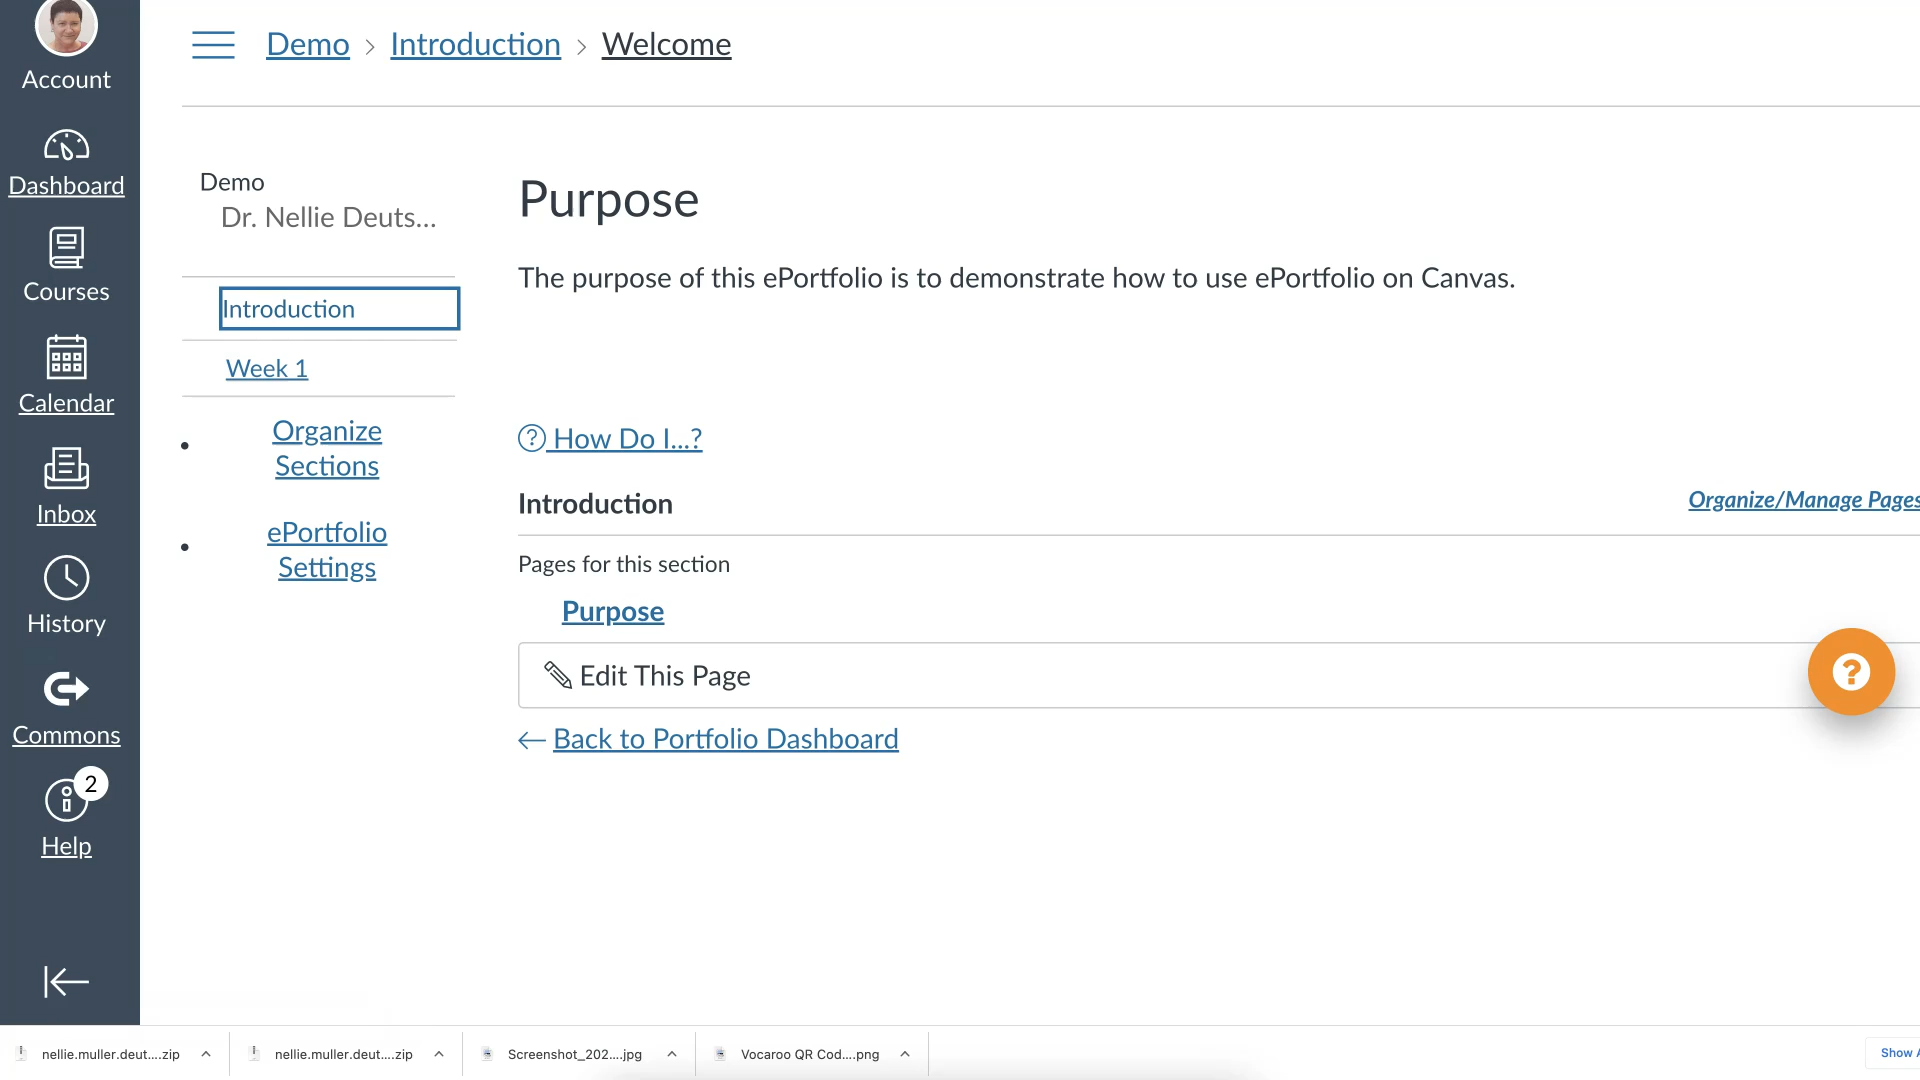 Account
Dashboard
Courses
Calendar
Inbox
History
Commons
2
Help
Demo > Introduction > Welcome
Demo
Dr. Nellie Deuts...
Introduction
Week 1
Organize
Sections
ePortfolio
Settings
Purpose
The purpose of this ePortfolio is to demonstrate how to use ePortfolio on Canvas.
How Do I...?
Introduction
Organize/Manage Pages
Pages for this section
Purpose
Edit This Page
Back to Portfolio Dashboard
nellie.muller.deut....zip
nellie.muller.deut....zip
Screenshot_202....jpg
Vocaroo QR Cod....png
Show